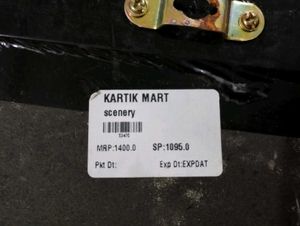 KARTIK MART
scenery
MRP:1400.0 SP:1095.0
Pkt Dt: Exp Dt:EXPDAT